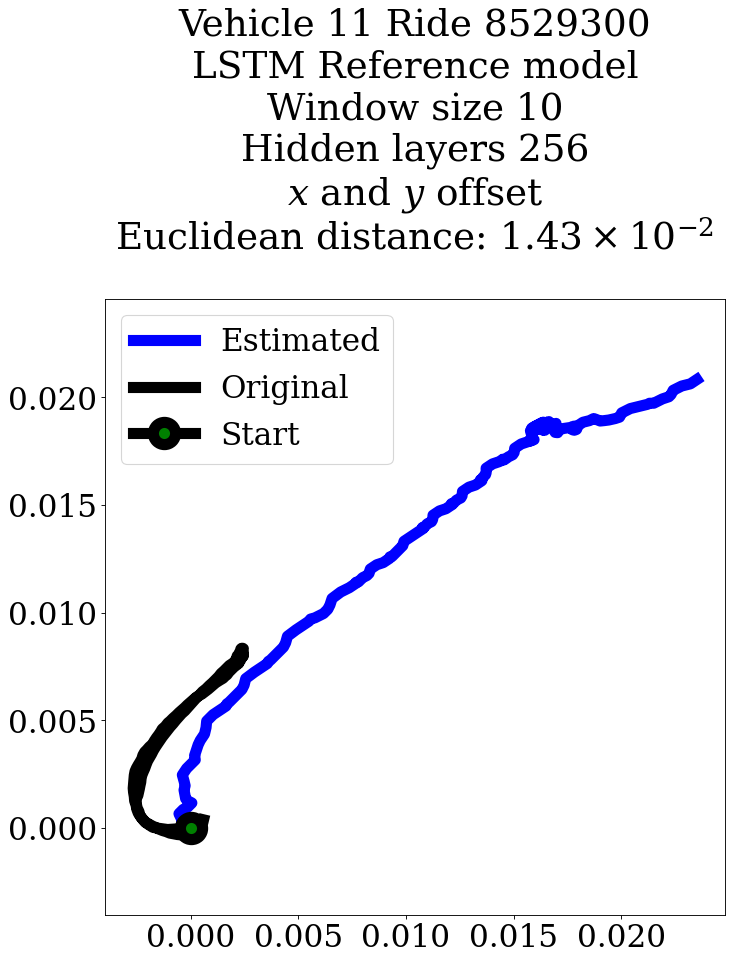 Vehicle 11 Ride 8529300
LSTM Reference model
Window size 10
Hidden layers 256
x and y offset
Euclidean distance: 1.43 × 10⁻²
Estimated
Original
Start
0.020
0.015
0.010
0.005
0.000
0.000 0.005 0.010 0.015 0.020